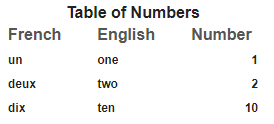 Table of Numbers
French English Number
un one 1
deux two 2
dix ten 10